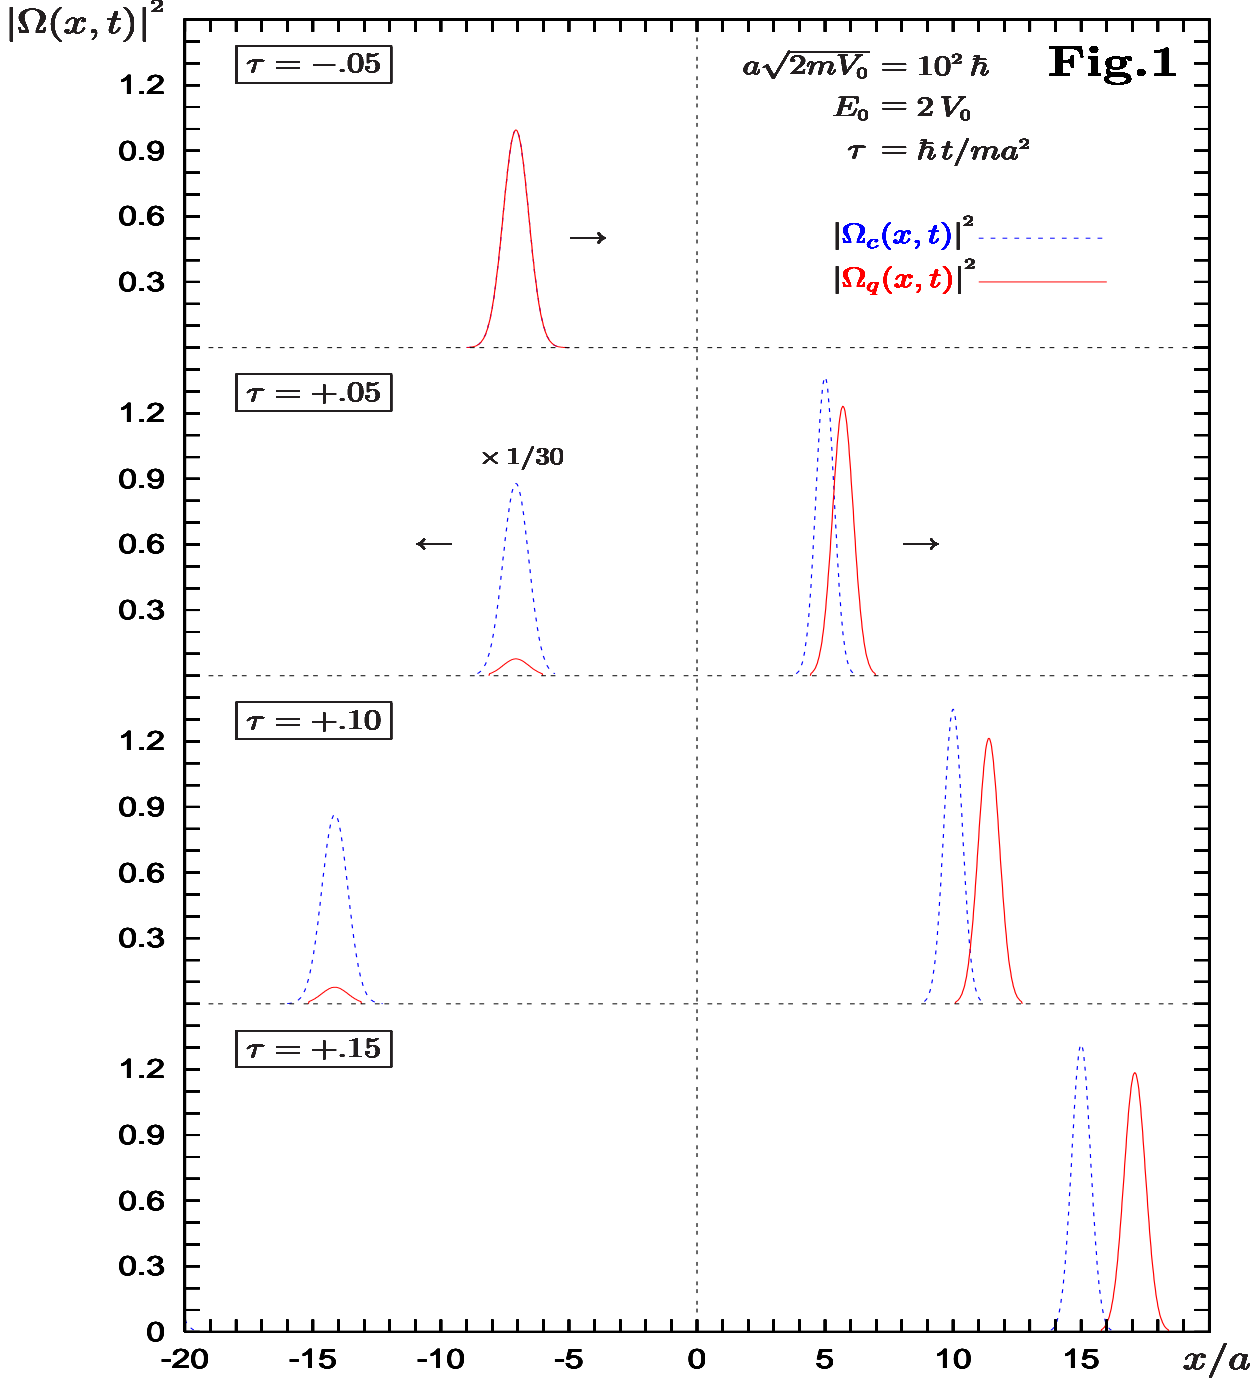 |Ω(x, t)|²
τ = −.05
a√2mV₀ = 10² ħ
Fig.1
E₀ = 2 V₀
τ = ħ t/ma²
|Ωc(x, t)|²
|Ωq(x, t)|²
1.2
0.9
0.6
0.3
τ = +.05
× 1/30
1.2
0.9
0.6
0.3
τ = +.10
1.2
0.9
0.6
0.3
τ = +.15
1.2
0.9
0.6
0.3
0
-20 -15 -10 -5 0 5 10 15 x/a